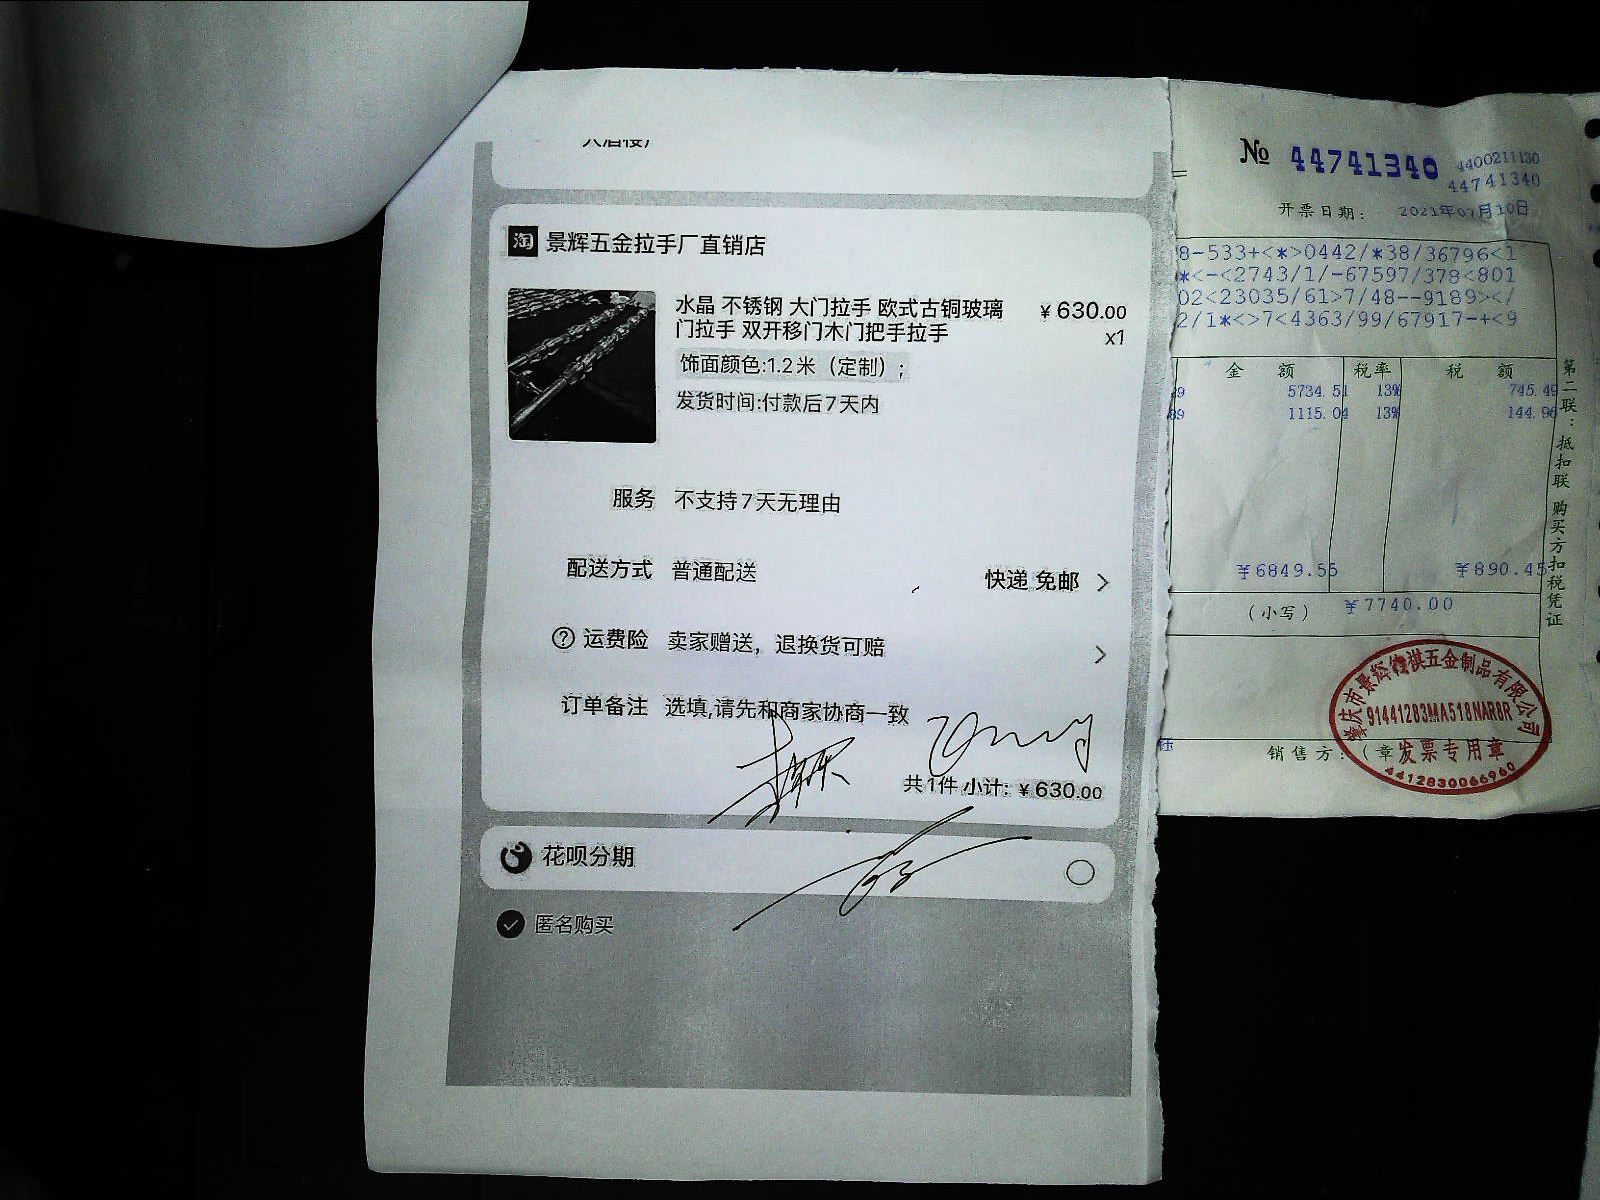 景辉五金拉手厂直销店
水晶 不锈钢 大门拉手 欧式古铜玻璃
门拉手 双开移门木门把手拉手
¥630.00
x1
饰面颜色:1.2米（定制）;
发货时间:付款后7天内
服务 不支持7天无理由
配送方式 普通配送 快递 免邮 >
? 运费险 卖家赠送，退换货可赔 >
订单备注 选填,请先和商家协商一致
共1件 小计: ¥630.00
花呗分期
匿名购买
№ 44741340
4400211130
44741340
开票日期: 2021年07月10日
8-533+<*>0442/*38/36796<1
*<-<2743/1/-67597/378<801
02<23035/61>7/48--9189></
2/1*<>7<4363/99/67917-+<9
金 额 税率 税 额
5734.51 13% 745.49
1115.04 13% 144.96
¥6849.55 ¥890.45
(小写) ¥7740.00
第二联：抵扣联 购买方扣税凭证
销售方:(章
91441283MA518NAR8R
发票专用章
4412830066960